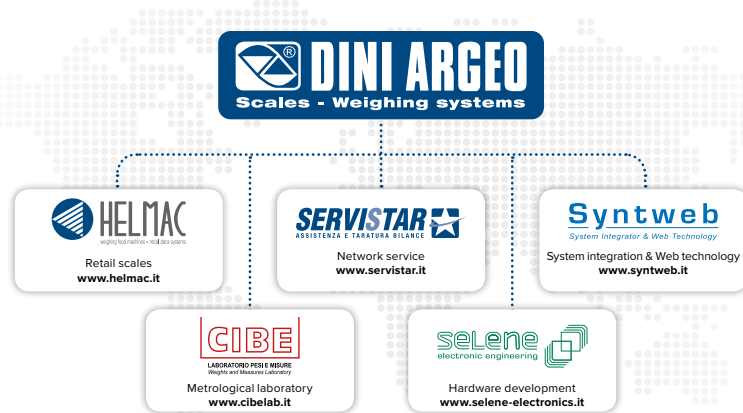 ®
DINI ARGEO
Scales - Weighing systems
HELMAC
weighing food machines • retail data systems
Retail scales
www.helmac.it
SERVISTAR
ASSISTENZA E TARATURA BILANCE
Network service
www.servistar.it
Syntweb
System Integrator & Web Technology
System integration & Web technology
www.syntweb.it
CIBE
LABORATORIO PESI E MISURE
Weights and Measures Laboratory
Metrological laboratory
www.cibelab.it
seLene
electronic engineering
Hardware development
www.selene-electronics.it